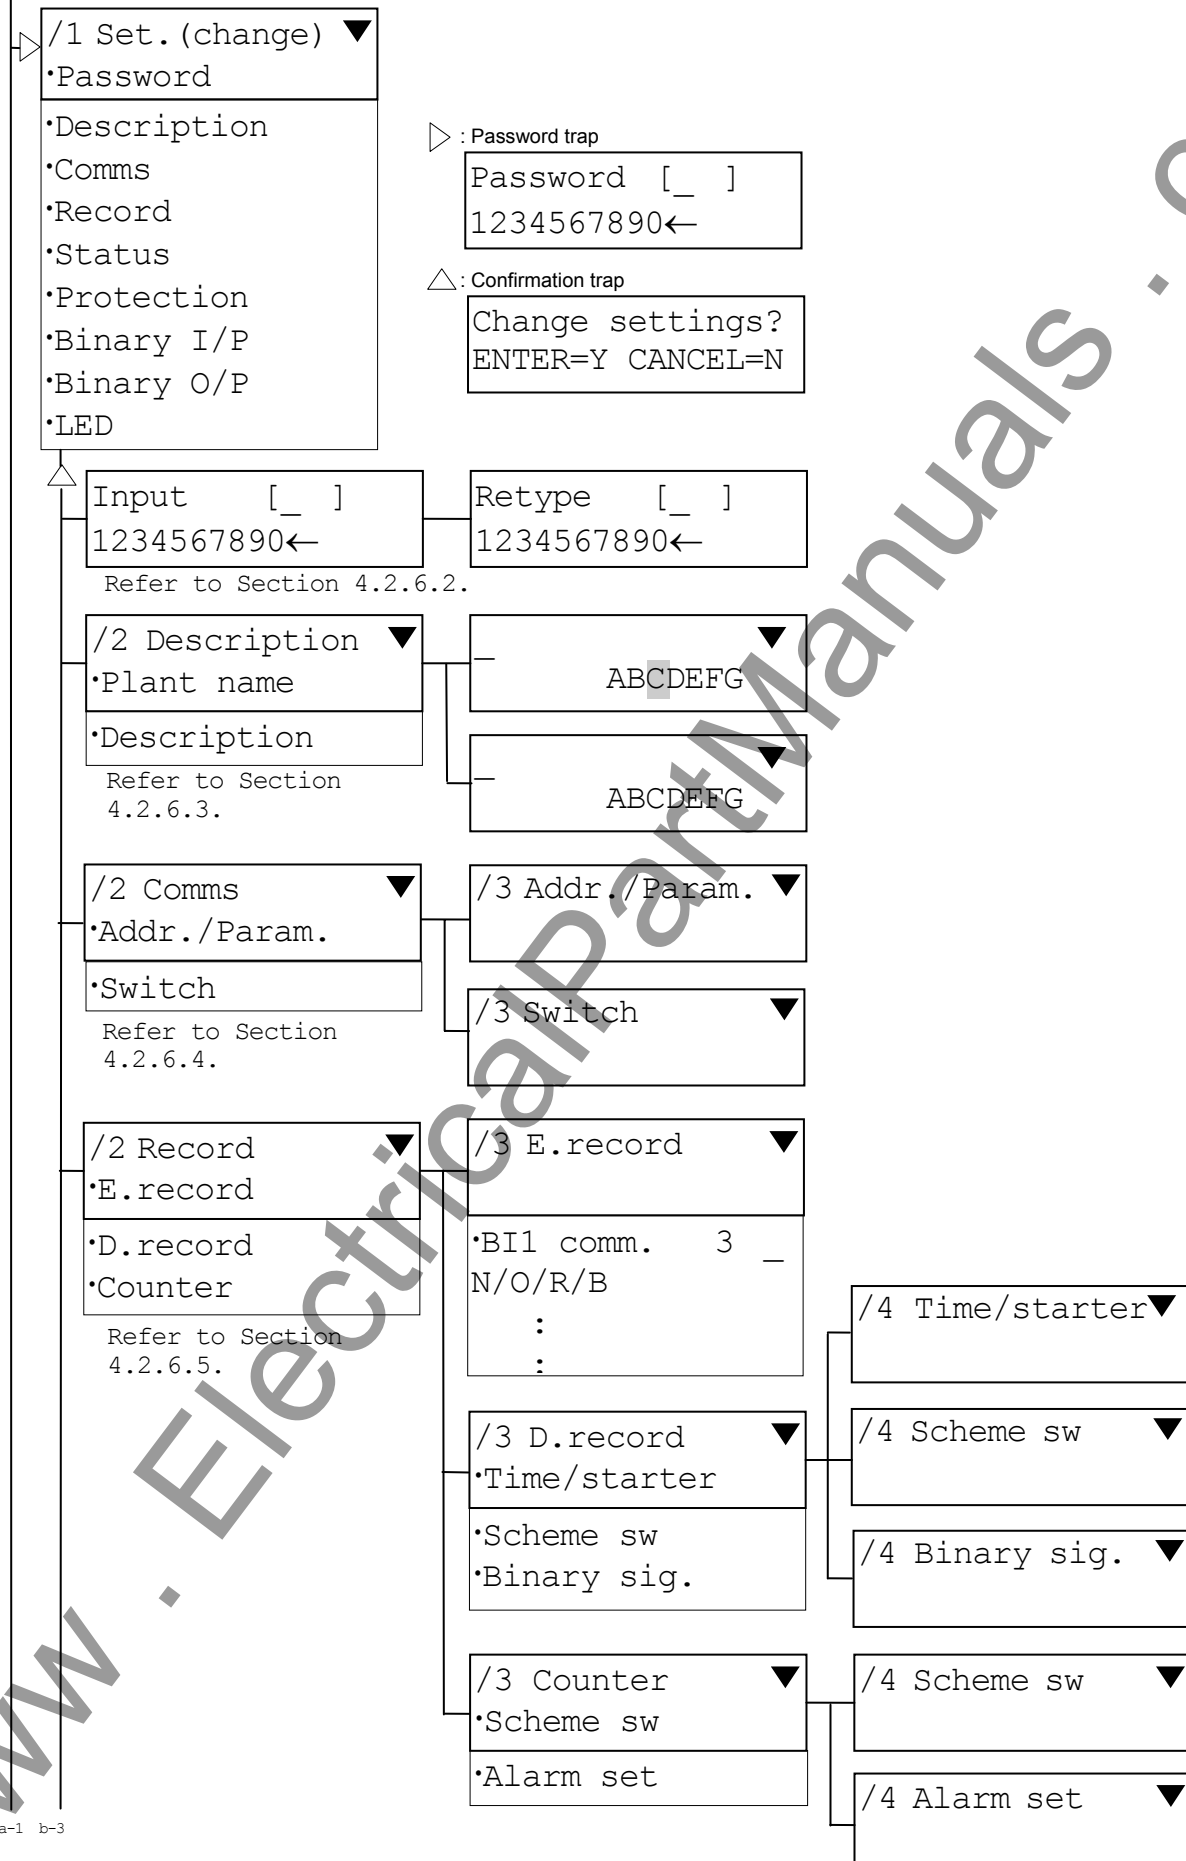 /1 Set.(change) ▼
·Password
·Description
·Comms
·Record
·Status
·Protection
·Binary I/P
·Binary O/P
·LED
▷ : Password trap
Password [_ ]
1234567890←
△ : Confirmation trap
Change settings?
ENTER=Y CANCEL=N
Input [_ ]
1234567890←
Retype [_ ]
1234567890←
Refer to Section 4.2.6.2.
/2 Description ▼
·Plant name
·Description
Refer to Section
4.2.6.3.
_ ▼
ABCDEFG
_ ▼
ABCDEFG
/2 Comms ▼
·Addr./Param.
·Switch
Refer to Section
4.2.6.4.
/3 Addr./Param. ▼
/3 Switch ▼
/2 Record ▼
·E.record
·D.record
·Counter
Refer to Section
4.2.6.5.
/3 E.record ▼
·BI1 comm. 3 _
N/O/R/B
:
:
/3 D.record ▼
·Time/starter
·Scheme sw
·Binary sig.
/4 Time/starter▼
/4 Scheme sw ▼
/4 Binary sig. ▼
/3 Counter ▼
·Scheme sw
·Alarm set
/4 Scheme sw ▼
/4 Alarm set ▼
a-1 b-3
ww . ElectricalPartManuals .